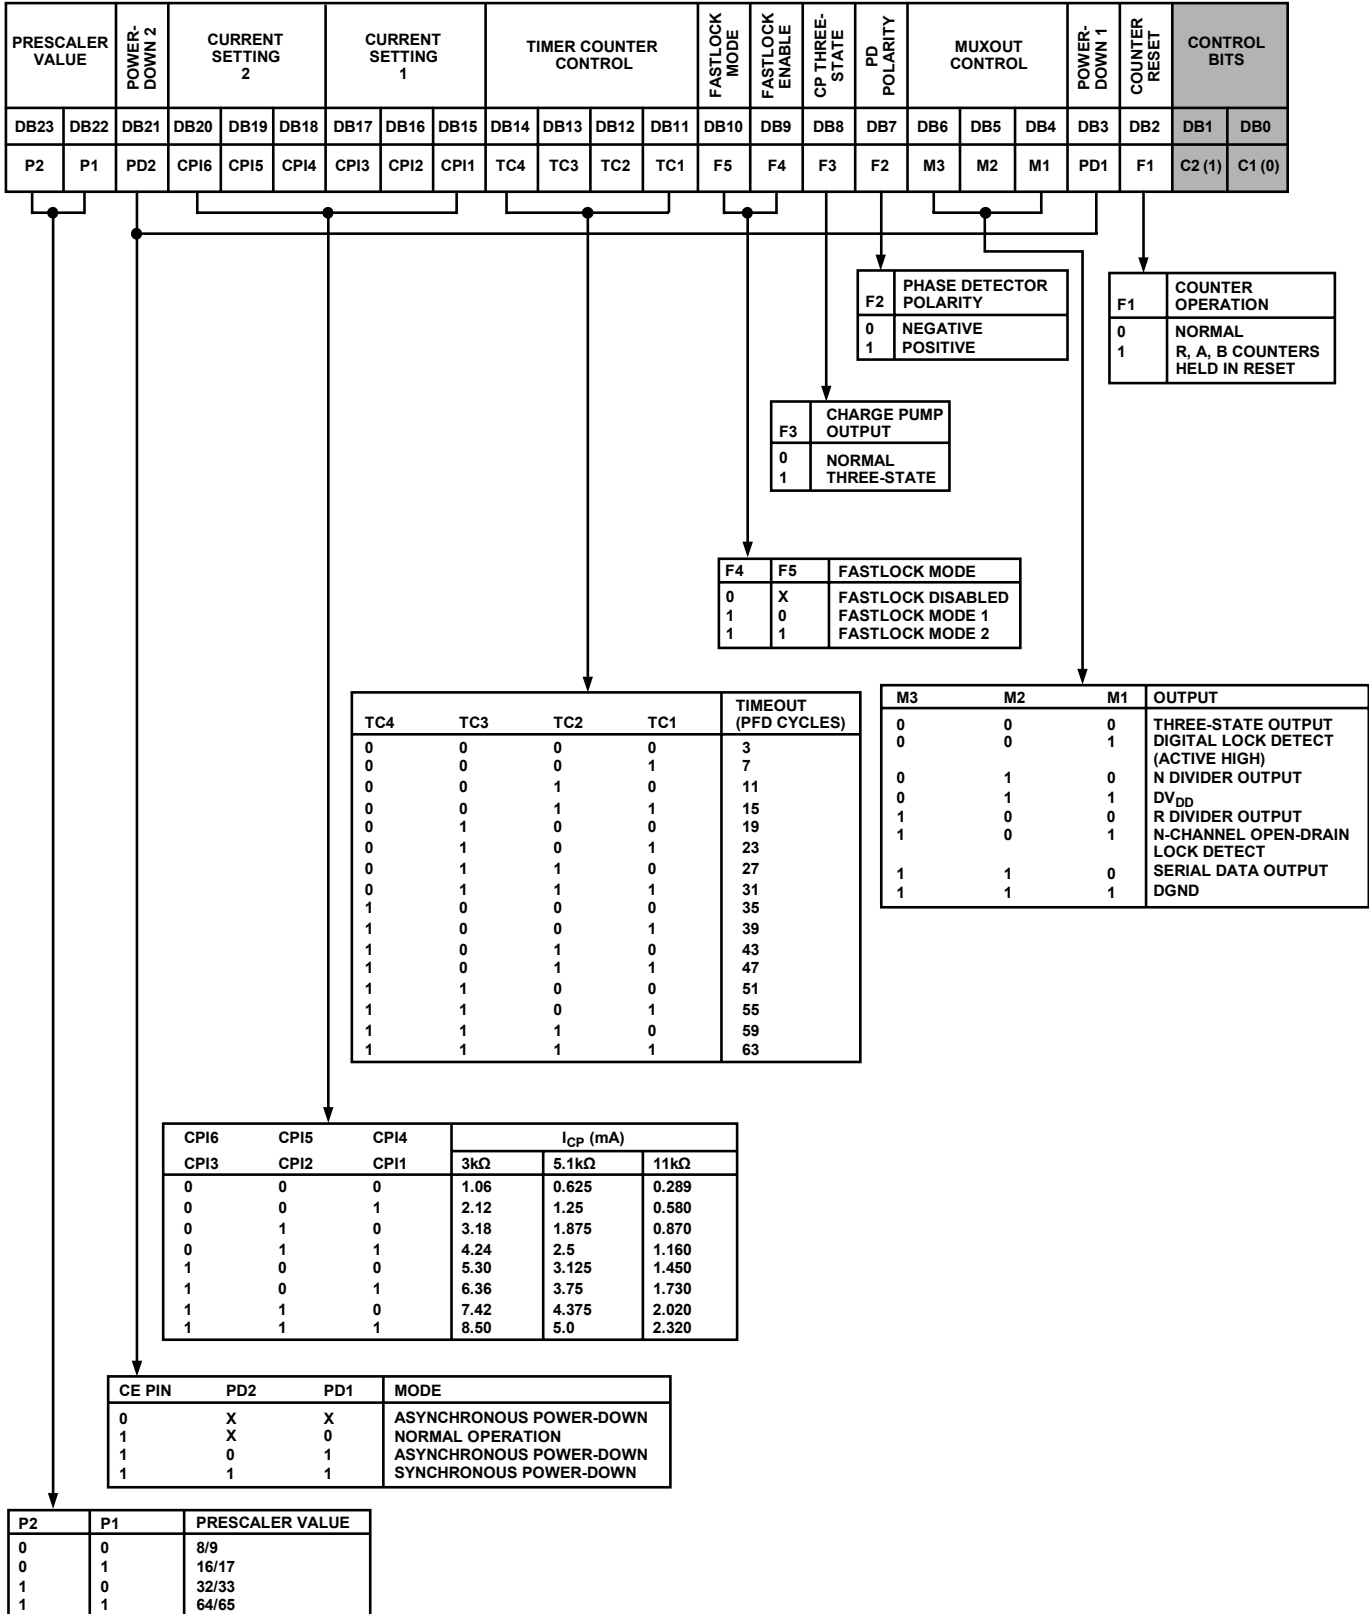 PRESCALER VALUE POWER-DOWN 2 CURRENT SETTING 2 CURRENT SETTING 1 TIMER COUNTER CONTROL FASTLOCK MODE FASTLOCK ENABLE CP THREE-STATE PD POLARITY MUXOUT CONTROL POWER-DOWN 1 COUNTER RESET CONTROL BITS
DB23 DB22 DB21 DB20 DB19 DB18 DB17 DB16 DB15 DB14 DB13 DB12 DB11 DB10 DB9 DB8 DB7 DB6 DB5 DB4 DB3 DB2 DB1 DB0
P2 P1 PD2 CPI6 CPI5 CPI4 CPI3 CPI2 CPI1 TC4 TC3 TC2 TC1 F5 F4 F3 F2 M3 M2 M1 PD1 F1 C2 (1) C1 (0)
F2 PHASE DETECTOR POLARITY
0 NEGATIVE
1 POSITIVE
F1 COUNTER OPERATION
0 NORMAL
1 R, A, B COUNTERS
HELD IN RESET
F3 CHARGE PUMP OUTPUT
0 NORMAL
1 THREE-STATE
F4 F5 FASTLOCK MODE
0 X FASTLOCK DISABLED
1 0 FASTLOCK MODE 1
1 1 FASTLOCK MODE 2
TC4 TC3 TC2 TC1 TIMEOUT (PFD CYCLES)
0 0 0 0 3
0 0 0 1 7
0 0 1 0 11
0 0 1 1 15
0 1 0 0 19
0 1 0 1 23
0 1 1 0 27
0 1 1 1 31
1 0 0 0 35
1 0 0 1 39
1 0 1 0 43
1 0 1 1 47
1 1 0 0 51
1 1 0 1 55
1 1 1 0 59
1 1 1 1 63
M3 M2 M1 OUTPUT
0 0 0 THREE-STATE OUTPUT
0 0 1 DIGITAL LOCK DETECT
(ACTIVE HIGH)
0 1 0 N DIVIDER OUTPUT
0 1 1 DVDD
1 0 0 R DIVIDER OUTPUT
1 0 1 N-CHANNEL OPEN-DRAIN
LOCK DETECT
1 1 0 SERIAL DATA OUTPUT
1 1 1 DGND
CPI6 CPI5 CPI4 ICP (mA)
CPI3 CPI2 CPI1 3kΩ 5.1kΩ 11kΩ
0 0 0 1.06 0.625 0.289
0 0 1 2.12 1.25 0.580
0 1 0 3.18 1.875 0.870
0 1 1 4.24 2.5 1.160
1 0 0 5.30 3.125 1.450
1 0 1 6.36 3.75 1.730
1 1 0 7.42 4.375 2.020
1 1 1 8.50 5.0 2.320
CE PIN PD2 PD1 MODE
0 X X ASYNCHRONOUS POWER-DOWN
1 X 0 NORMAL OPERATION
1 0 1 ASYNCHRONOUS POWER-DOWN
1 1 1 SYNCHRONOUS POWER-DOWN
P2 P1 PRESCALER VALUE
0 0 8/9
0 1 16/17
1 0 32/33
1 1 64/65